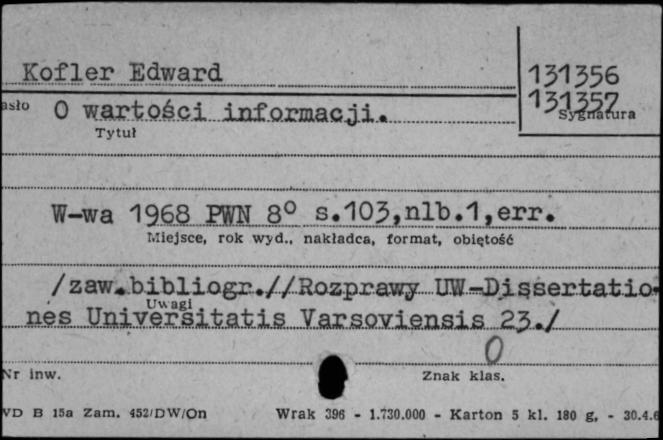 Kofler Edward
131356
131357
Sygnatura
asło O wartości informacji.
Tytuł
W-wa 1968 PWN 8° s.103,nlb.1,err.
Miejsce, rok wyd., nakładca, format, objętość
/zaw.bibliogr.//Rozprawy UW-Dissertatio-
Uwagi
nes Universitatis Varsoviensis 23./
0
Nr inw.
Znak klas.
VD B 15a Zam. 452/DW/On Wrak 396 - 1.730.000 - Karton 5 kl. 180 g. - 30.4.6